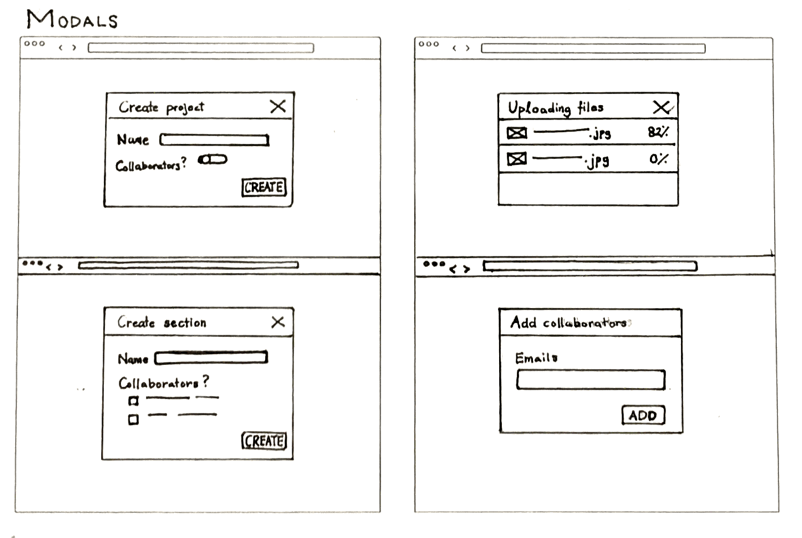 MODALS
Create project X
Name
Collaborators?
CREATE
Uploading files X
.jpg 82%
.jpg 0%
Create section X
Name
Collaborators?
CREATE
Add collaborators
Emails
ADD